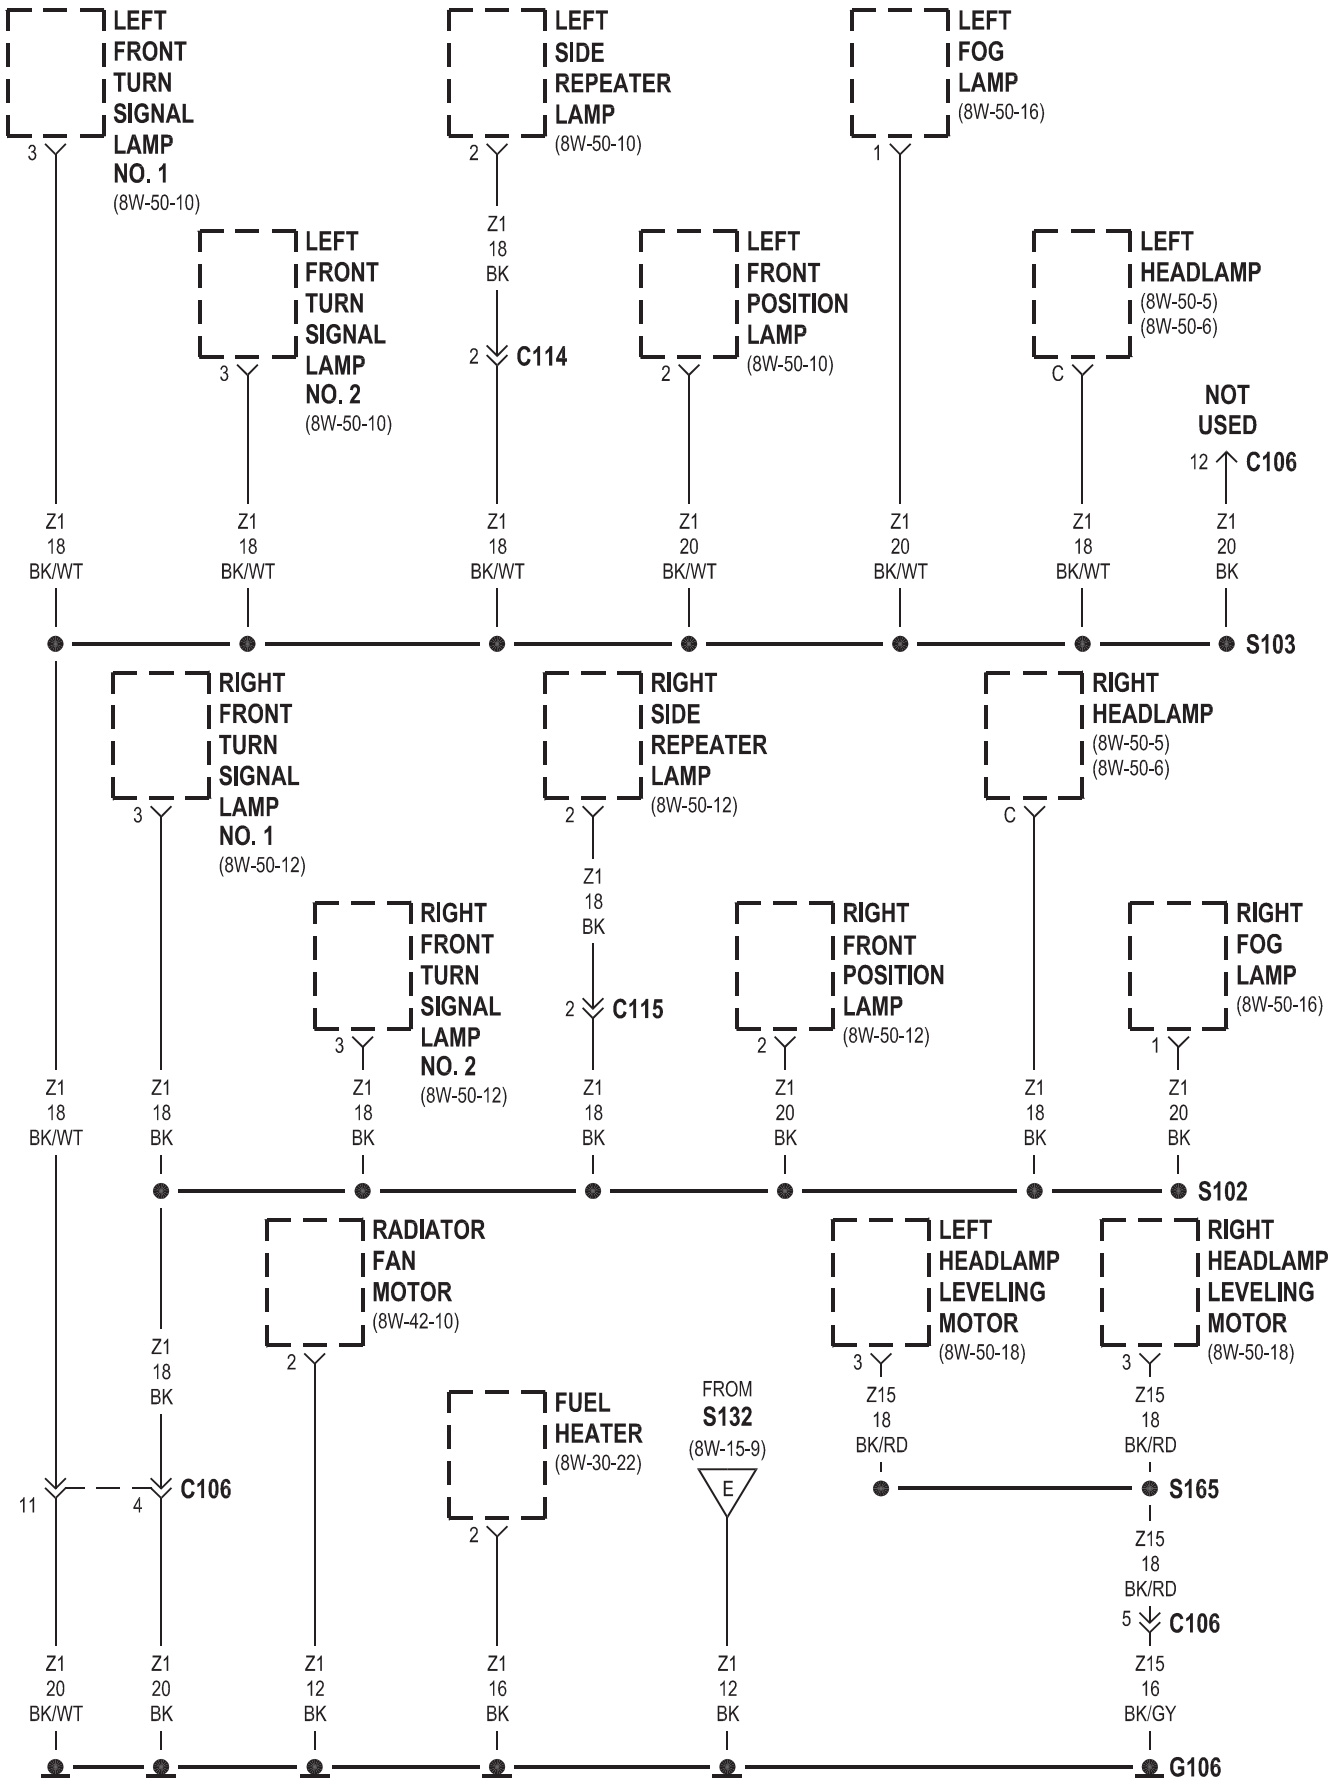 LEFT
FRONT
TURN
SIGNAL
LAMP
NO. 1
(8W-50-10)
3
LEFT
SIDE
REPEATER
LAMP
(8W-50-10)
2
LEFT
FOG
LAMP
(8W-50-16)
1
Z1
18
BK
2 C114
LEFT
FRONT
TURN
SIGNAL
LAMP
NO. 2
(8W-50-10)
3
LEFT
FRONT
POSITION
LAMP
(8W-50-10)
2
LEFT
HEADLAMP
(8W-50-5)
(8W-50-6)
C
NOT
USED
12 C106
Z1
18
BK/WT
Z1
18
BK/WT
Z1
18
BK/WT
Z1
20
BK/WT
Z1
20
BK/WT
Z1
18
BK/WT
Z1
20
BK
S103
RIGHT
FRONT
TURN
SIGNAL
LAMP
NO. 1
(8W-50-12)
3
RIGHT
SIDE
REPEATER
LAMP
(8W-50-12)
2
RIGHT
HEADLAMP
(8W-50-5)
(8W-50-6)
C
Z1
18
BK
2 C115
RIGHT
FRONT
TURN
SIGNAL
LAMP
NO. 2
(8W-50-12)
3
RIGHT
FRONT
POSITION
LAMP
(8W-50-12)
2
RIGHT
FOG
LAMP
(8W-50-16)
1
Z1
18
BK/WT
Z1
18
BK
Z1
18
BK
Z1
18
BK
Z1
20
BK
Z1
18
BK
Z1
20
BK
S102
RADIATOR
FAN
MOTOR
(8W-42-10)
2
LEFT
HEADLAMP
LEVELING
MOTOR
(8W-50-18)
3
RIGHT
HEADLAMP
LEVELING
MOTOR
(8W-50-18)
3
Z1
18
BK
FUEL
HEATER
(8W-30-22)
2
FROM
S132
(8W-15-9)
E
Z15
18
BK/RD
Z15
18
BK/RD
S165
11
4
C106
Z15
18
BK/RD
5 C106
Z1
20
BK/WT
Z1
20
BK
Z1
12
BK
Z1
16
BK
Z1
12
BK
Z15
16
BK/GY
G106